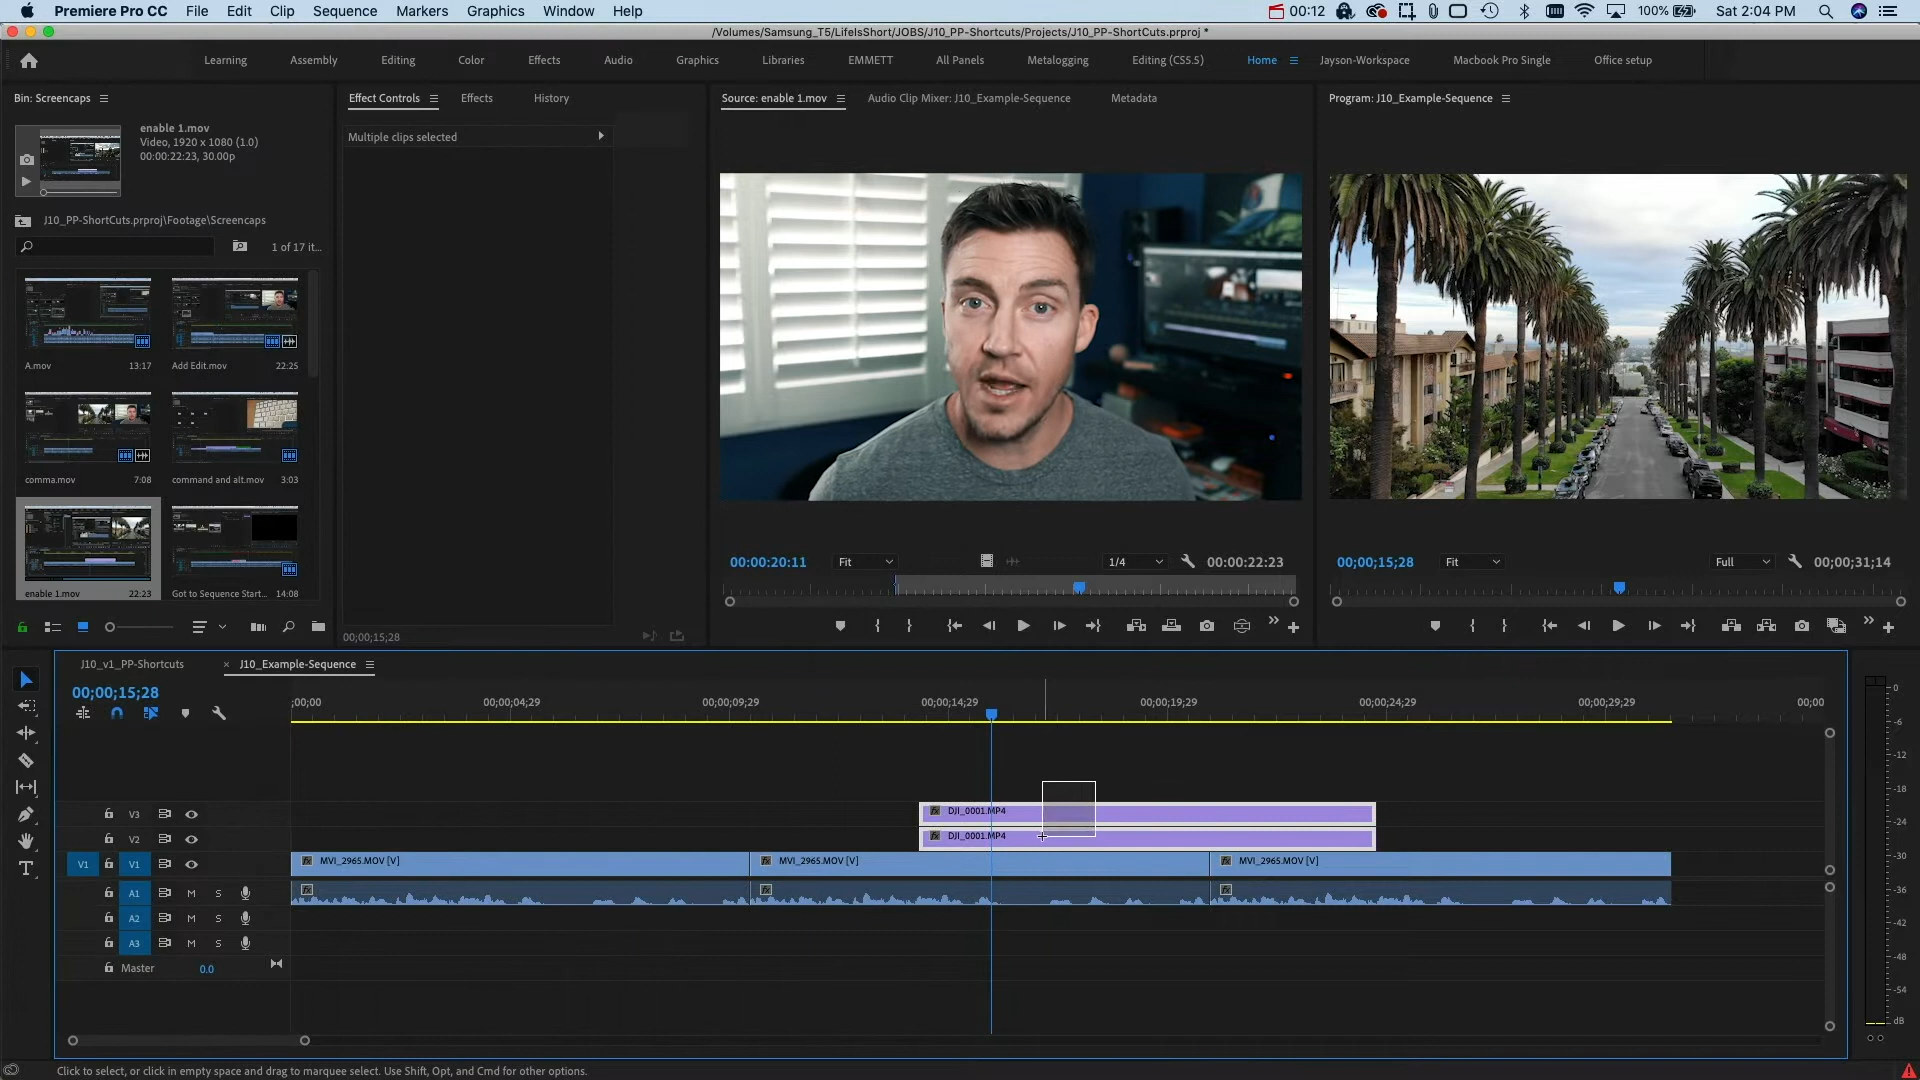 Premiere Pro CC File Edit Clip Sequence Markers Graphics Window Help 00:12 100% Sat 2:04 PM
/Volumes/Samsung_T5/LifeIsShort/JOBS/J10_PP-Shortcuts/Projects/J10_PP-ShortCuts.prproj *
Learning Assembly Editing Color Effects Audio Graphics Libraries EMMETT All Panels Metalogging Editing (CS5.5) Home Jayson-Workspace Macbook Pro Single Office setup
Bin: Screencaps
enable 1.mov
Video, 1920 x 1080 (1.0)
00:00:22:23, 30.00p
J10_PP-ShortCuts.prproj\Footage\Screencaps
1 of 17 it...
A.mov 13:17
Add Edit.mov 22:25
comma.mov 7:08
command and alt.mov 3:03
enable 1.mov 22:23
Got to Sequence Start... 14:08
Effect Controls Effects History
Multiple clips selected
00;00;15;28
Source: enable 1.mov Audio Clip Mixer: J10_Example-Sequence Metadata
00:00:20:11 Fit 1/4 00:00:22:23
Program: J10_Example-Sequence
00;00;15;28 Fit Full 00;00;31;14
J10_v1_PP-Shortcuts × J10_Example-Sequence
00;00;15;28
;00;00 00;00;04;29 00;00;09;29 00;00;14;29 00;00;19;29 00;00;24;29 00;00;29;29 00;00
V3 fx DJI_0001.MP4
V2 fx DJI_0001.MP4
V1 V1 fx MVI_2965.MOV [V] fx MVI_2965.MOV [V] fx MVI_2965.MOV [V]
A1 M S fx fx fx
A2 M S
A3 M S
Master 0.0
0
-6
-12
-18
-24
-30
-36
-42
-48
-54
dB
Click to select, or click in empty space and drag to marquee select. Use Shift, Opt, and Cmd for other options.